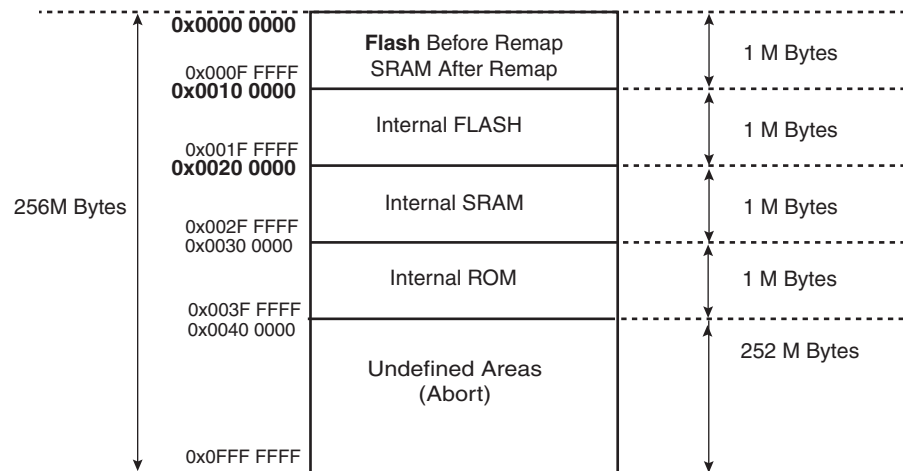 0x0000 0000
Flash Before Remap
SRAM After Remap
1 M Bytes
0x000F FFFF
0x0010 0000
Internal FLASH
1 M Bytes
0x001F FFFF
0x0020 0000
256M Bytes
Internal SRAM
1 M Bytes
0x002F FFFF
0x0030 0000
Internal ROM
1 M Bytes
0x003F FFFF
0x0040 0000
252 M Bytes
Undefined Areas
(Abort)
0x0FFF FFFF